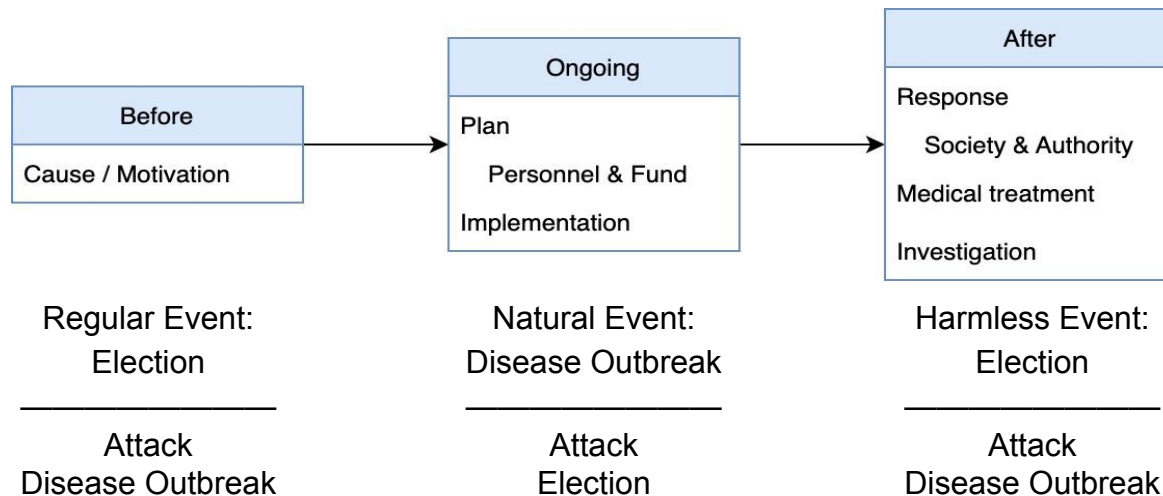 Before
Cause / Motivation
Ongoing
Plan
Personnel & Fund
Implementation
After
Response
Society & Authority
Medical treatment
Investigation
Regular Event:
Election
Attack
Disease Outbreak
Natural Event:
Disease Outbreak
Attack
Election
Harmless Event:
Election
Attack
Disease Outbreak